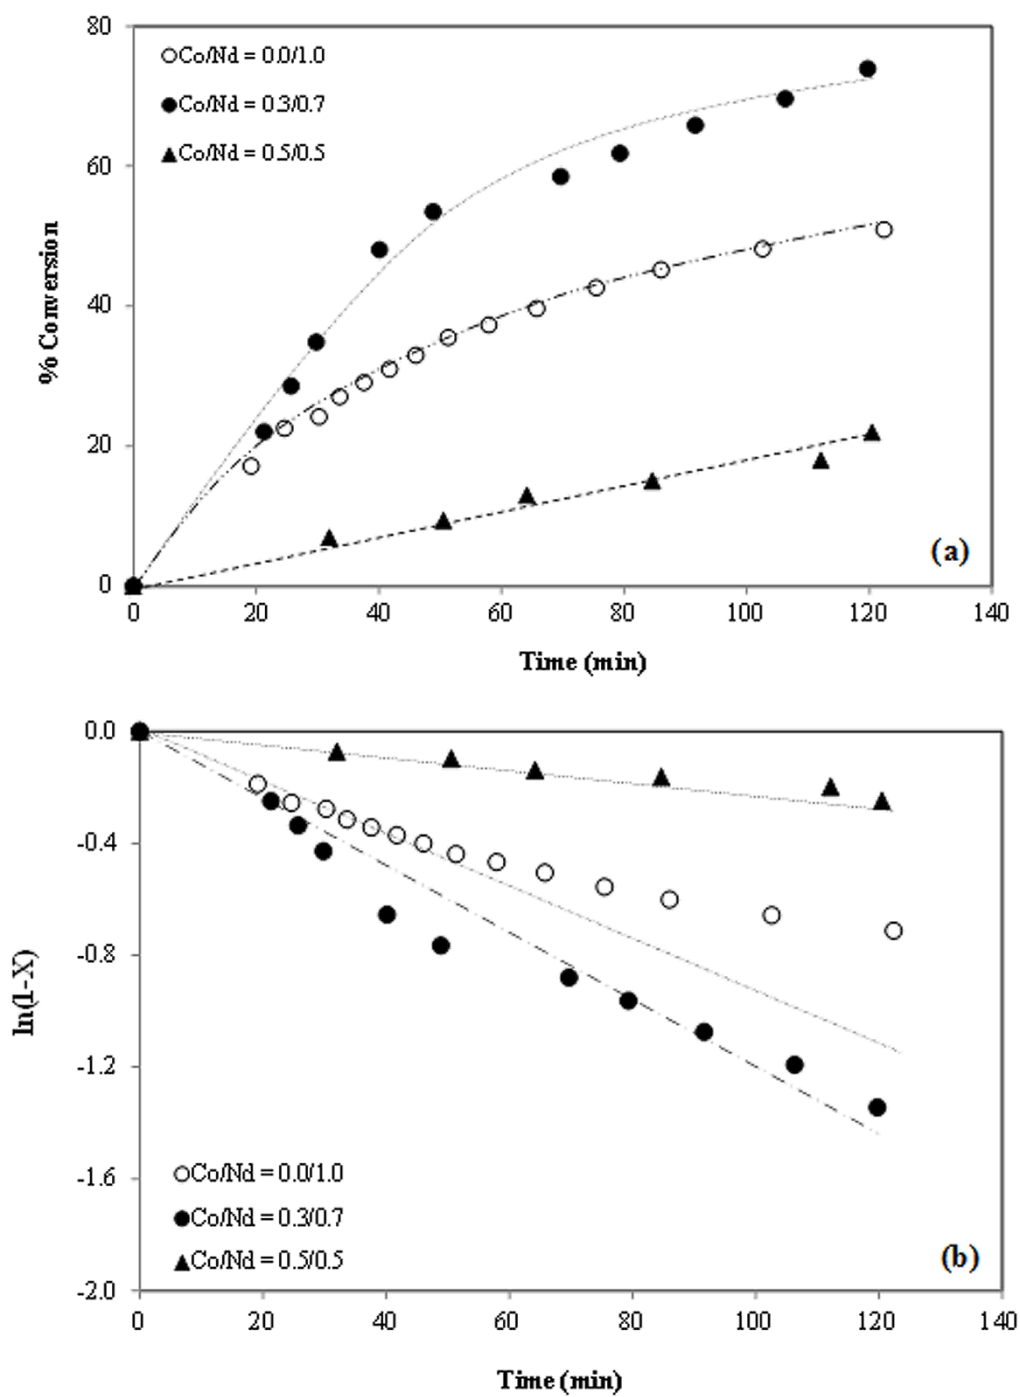 80
Co/Nd = 0.0/1.0
Co/Nd = 0.3/0.7
Co/Nd = 0.5/0.5
60
40
20
0
% Conversion
(a)
0 20 40 60 80 100 120 140
Time (min)
0.0
-0.4
-0.8
-1.2
-1.6
-2.0
ln(1-X)
Co/Nd = 0.0/1.0
Co/Nd = 0.3/0.7
Co/Nd = 0.5/0.5
(b)
0 20 40 60 80 100 120 140
Time (min)